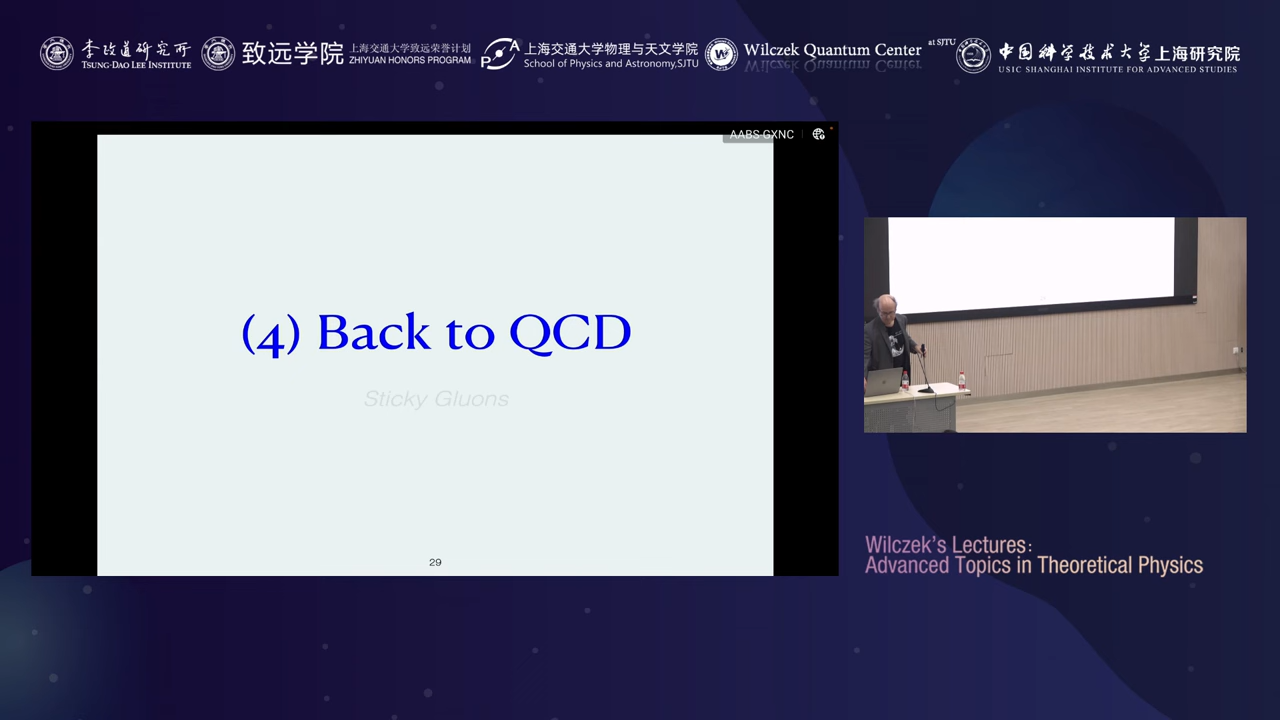 李政道研究所
TSUNG-DAO LEE INSTITUTE
致远学院
上海交通大学致远荣誉计划
ZHIYUAN HONORS PROGRAM
PA
上海交通大学物理与天文学院
School of Physics and Astronomy,SJTU
W
Wilczek Quantum Center
at SJTU
中国科学技术大学上海研究院
USTC SHANGHAI INSTITUTE FOR ADVANCED STUDIES
AABS-GXNC
(4) Back to QCD
Sticky Gluons
29
Wilczek's Lectures:
Advanced Topics in Theoretical Physics